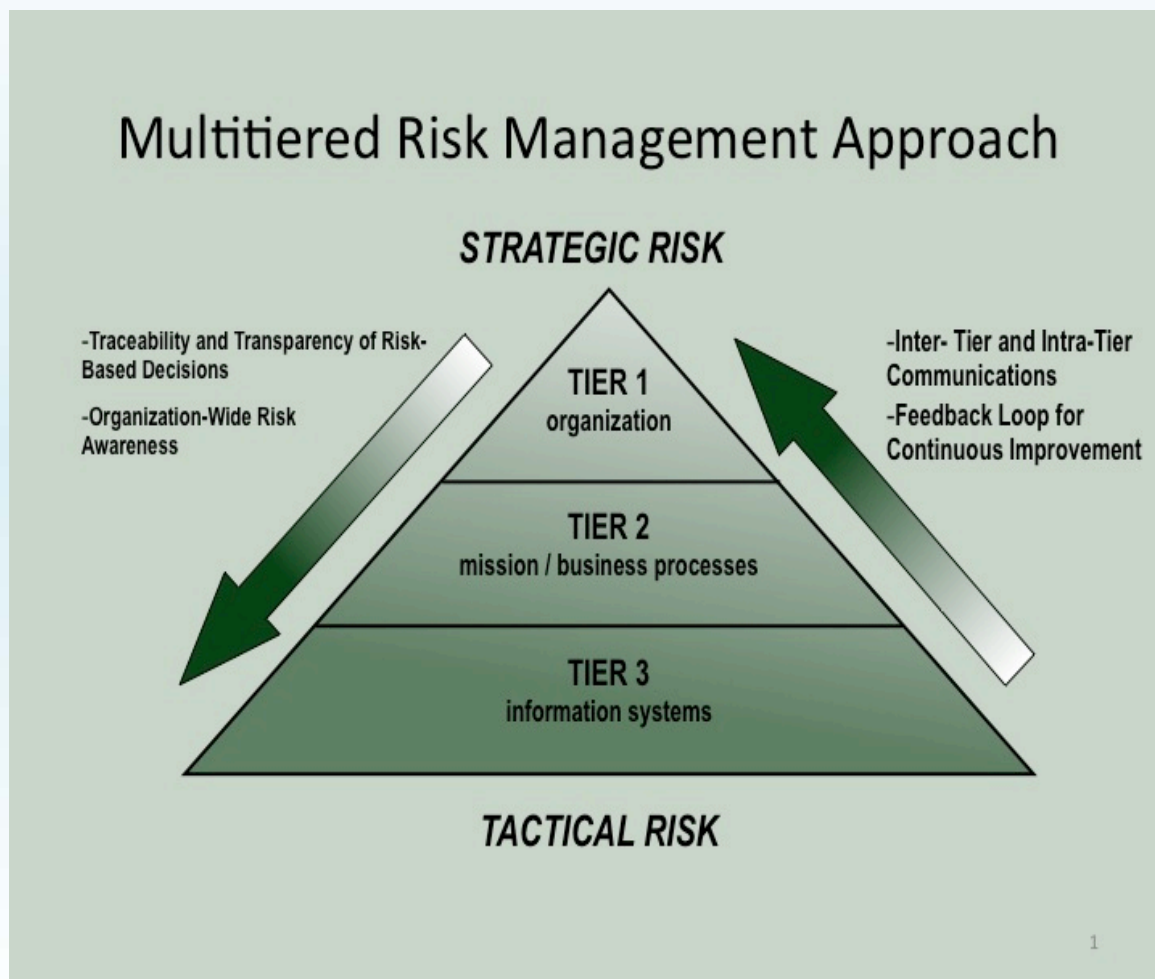 Multitiered Risk Management Approach
STRATEGIC RISK
-Traceability and Transparency of Risk-
Based Decisions
-Organization-Wide Risk
Awareness
TIER 1
organization
-Inter- Tier and Intra-Tier
Communications
-Feedback Loop for
Continuous Improvement
TIER 2
mission / business processes
TIER 3
information systems
TACTICAL RISK
1